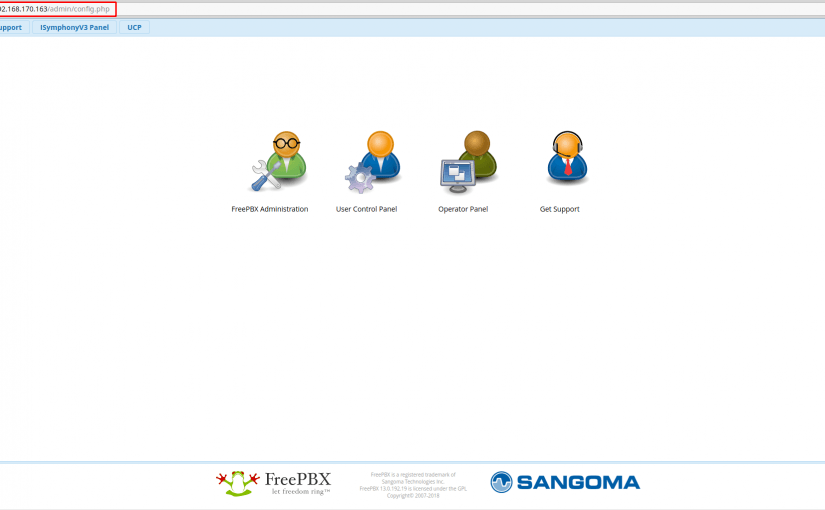 02.168.170.163/admin/config.php
upport ISymphonyV3 Panel UCP
FreePBX Administration User Control Panel Operator Panel Get Support
FreePBX
let freedom ring™
FreePBX is a registered trademark of
Sangoma Technologies Inc.
FreePBX 13.0.192.19 is licensed under the GPL
Copyright© 2007-2018
SANGOMA